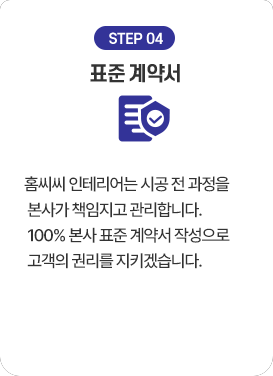 STEP 04
표준 계약서
홈씨씨 인테리어는 시공 전 과정을
본사가 책임지고 관리합니다.
100% 본사 표준 계약서 작성으로
고객의 권리를 지키겠습니다.